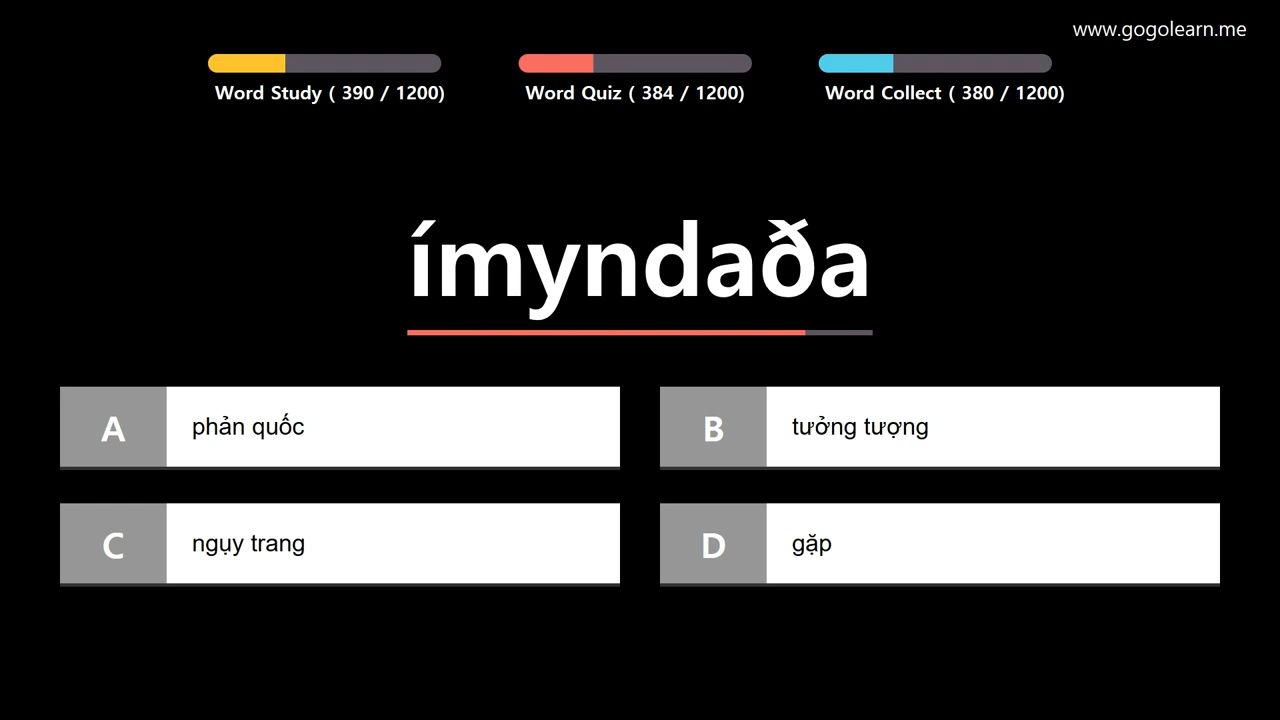 www.gogolearn.me
Word Study ( 390 / 1200)
Word Quiz ( 384 / 1200)
Word Collect ( 380 / 1200)
ímyndaða
A phản quốc
B tưởng tượng
C ngụy trang
D gặp